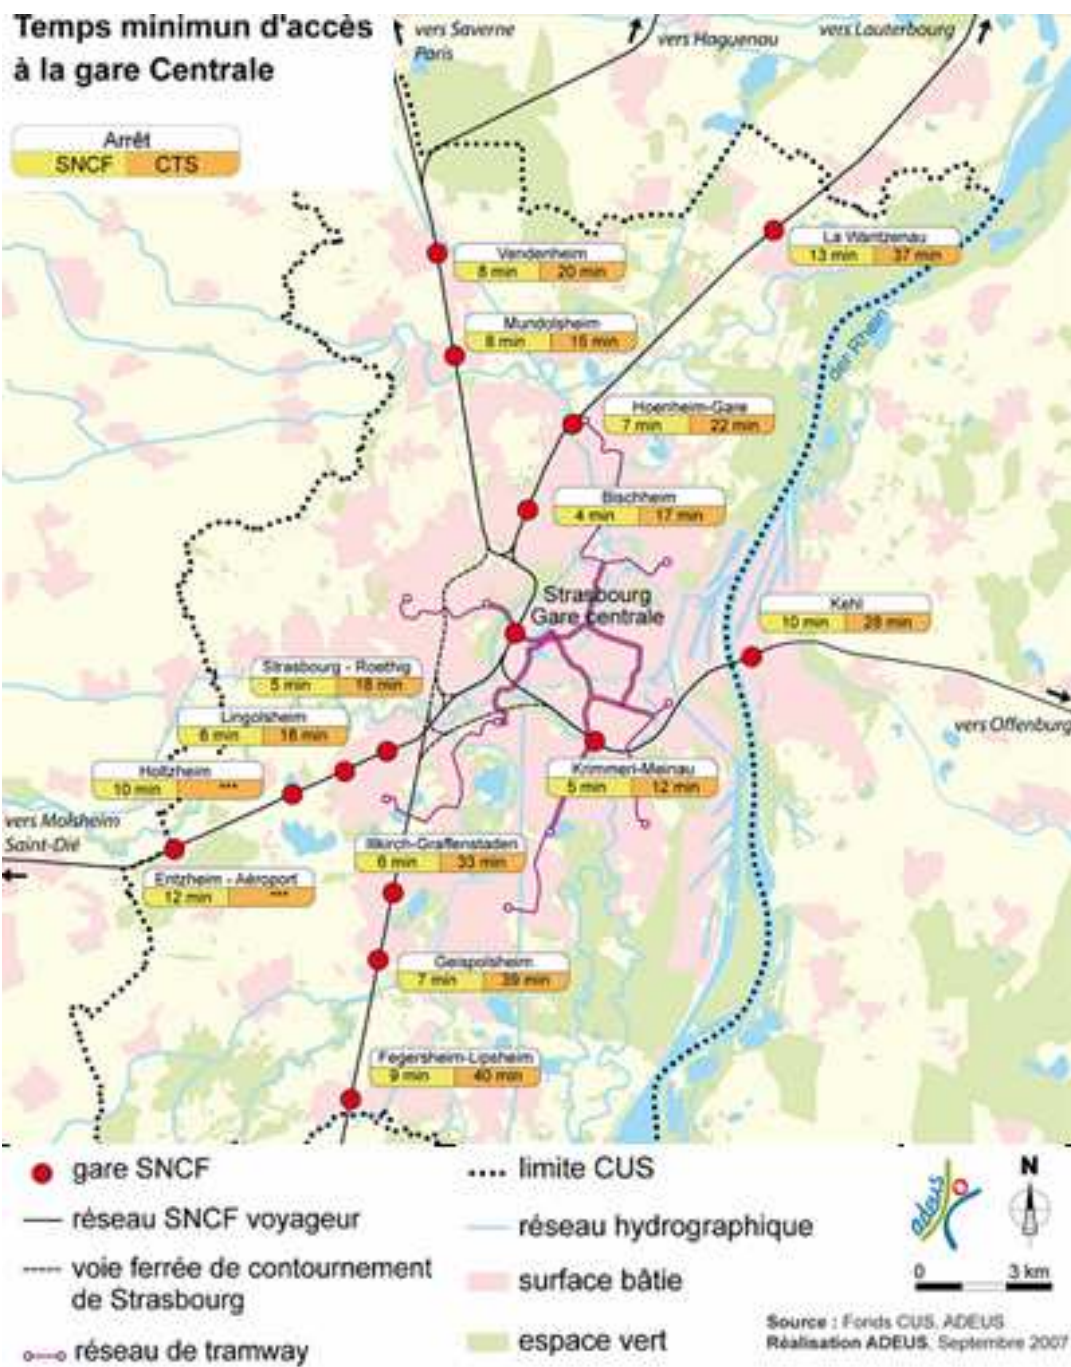 Temps minimun d'accès
à la gare Centrale
Arrêt
SNCF CTS
vers Saverne
Paris
vers Haguenau
vers Lauterbourg
La Wantzenau
13 min 37 min
Vendenheim
8 min 20 min
Mundolsheim
8 min 15 min
der Rhein
Hoenheim-Gare
7 min 22 min
Bischheim
4 min 17 min
Strasbourg
Gare centrale
Kehl
10 min 28 min
Strasbourg - Roethig
5 min 18 min
Lingolsheim
6 min 16 min
vers Offenburg
Holtzheim
10 min ***
Krimmeri-Meinau
5 min 12 min
vers Molsheim
Saint-Dié
Illkirch-Graffenstaden
6 min 33 min
Entzheim - Aéroport
12 min ***
Geispolsheim
7 min 39 min
Fegersheim-Lipsheim
9 min 40 min
gare SNCF
réseau SNCF voyageur
voie ferrée de contournement
de Strasbourg
réseau de tramway
limite CUS
réseau hydrographique
surface bâtie
espace vert
adeus
N
0 3 km
Source : Fonds CUS, ADEUS
Réalisation ADEUS, Septembre 2007